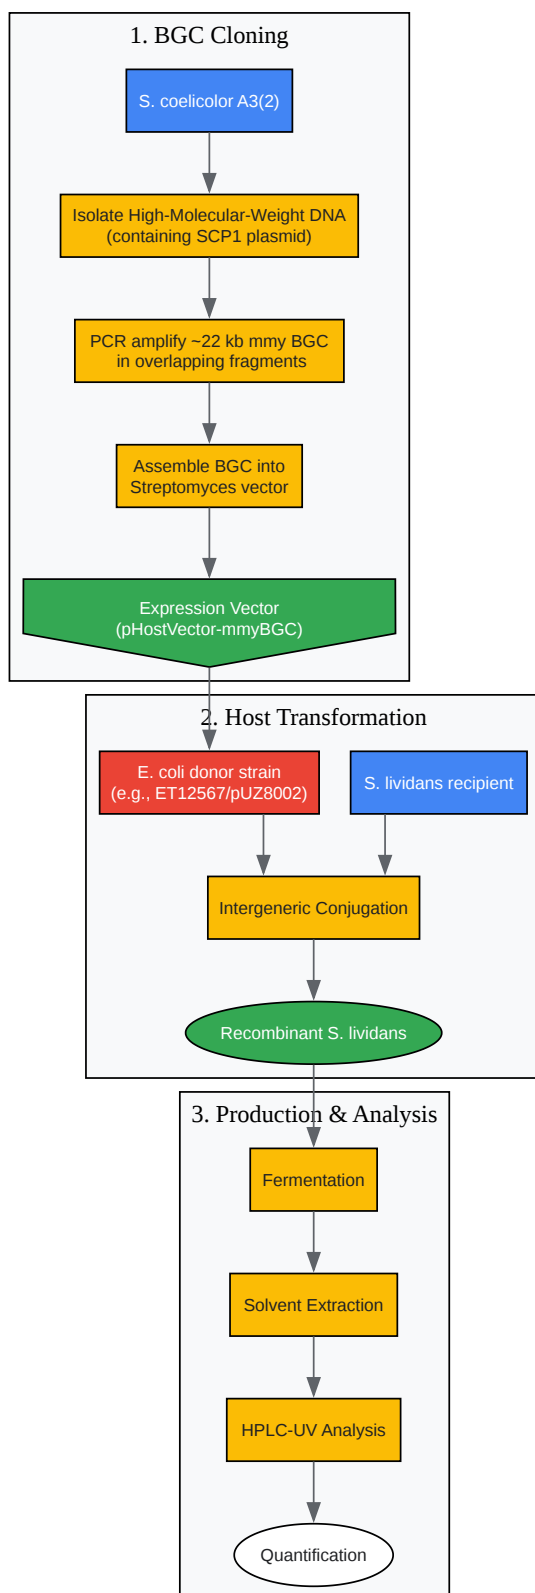 1. BGC Cloning
S. coelicolor A3(2)
Isolate High-Molecular-Weight DNA
(containing SCP1 plasmid)
PCR amplify ~22 kb mmy BGC
in overlapping fragments
Assemble BGC into
Streptomyces vector
Expression Vector
(pHostVector-mmyBGC)
2. Host Transformation
E. coli donor strain
(e.g., ET12567/pUZ8002)
S. lividans recipient
Intergeneric Conjugation
Recombinant S. lividans
3. Production & Analysis
Fermentation
Solvent Extraction
HPLC-UV Analysis
Quantification